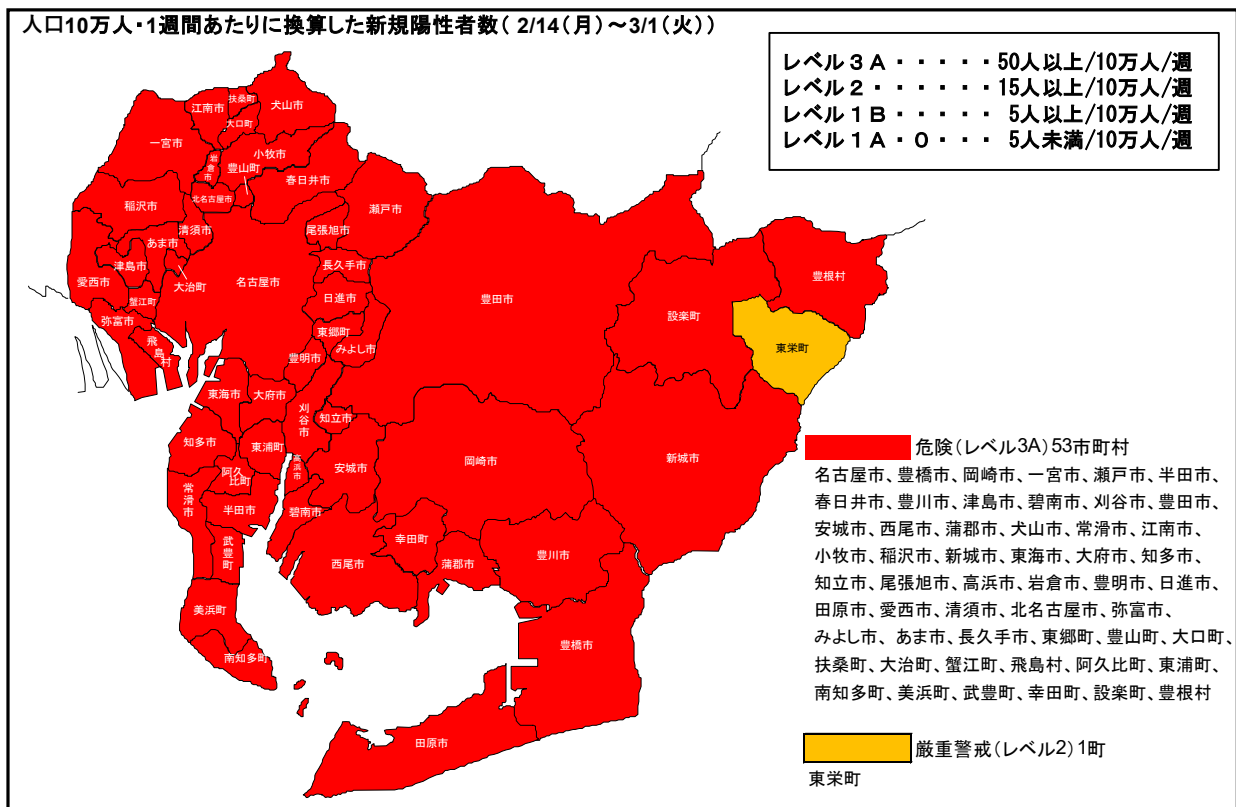 人口10万人・1週間あたりに換算した新規陽性者数( 2/14(月)～3/1(火))
レベル３Ａ・・・・・50人以上/10万人/週
レベル２・・・・・・15人以上/10万人/週
レベル１Ｂ・・・・・ 5人以上/10万人/週
レベル１Ａ・０・・・ 5人未満/10万人/週
扶桑町
江南市
犬山市
大口町
一宮市
岩倉市
豊山町
小牧市
春日井市
北名古屋市
稲沢市
瀬戸市
清須市
尾張旭市
あま市
津島市
長久手市
愛西市
大治町
名古屋市
蟹江町
日進市
弥富市
東郷町
飛島村
みよし市
豊明市
豊田市
設楽町
豊根村
東栄町
東海市
大府市
刈谷市
知立市
知多市
東浦町
高浜市
安城市
岡崎市
新城市
阿久比町
常滑市
半田市
碧南市
武豊町
西尾市
幸田町
蒲郡市
豊川市
美浜町
南知多町
豊橋市
田原市
危険(レベル3A)53市町村
名古屋市、豊橋市、岡崎市、一宮市、瀬戸市、半田市、
春日井市、豊川市、津島市、碧南市、刈谷市、豊田市、
安城市、西尾市、蒲郡市、犬山市、常滑市、江南市、
小牧市、稲沢市、新城市、東海市、大府市、知多市、
知立市、尾張旭市、高浜市、岩倉市、豊明市、日進市、
田原市、愛西市、清須市、北名古屋市、弥富市、
みよし市、あま市、長久手市、東郷町、豊山町、大口町、
扶桑町、大治町、蟹江町、飛島村、阿久比町、東浦町、
南知多町、美浜町、武豊町、幸田町、設楽町、豊根村
厳重警戒(レベル2)1町
東栄町